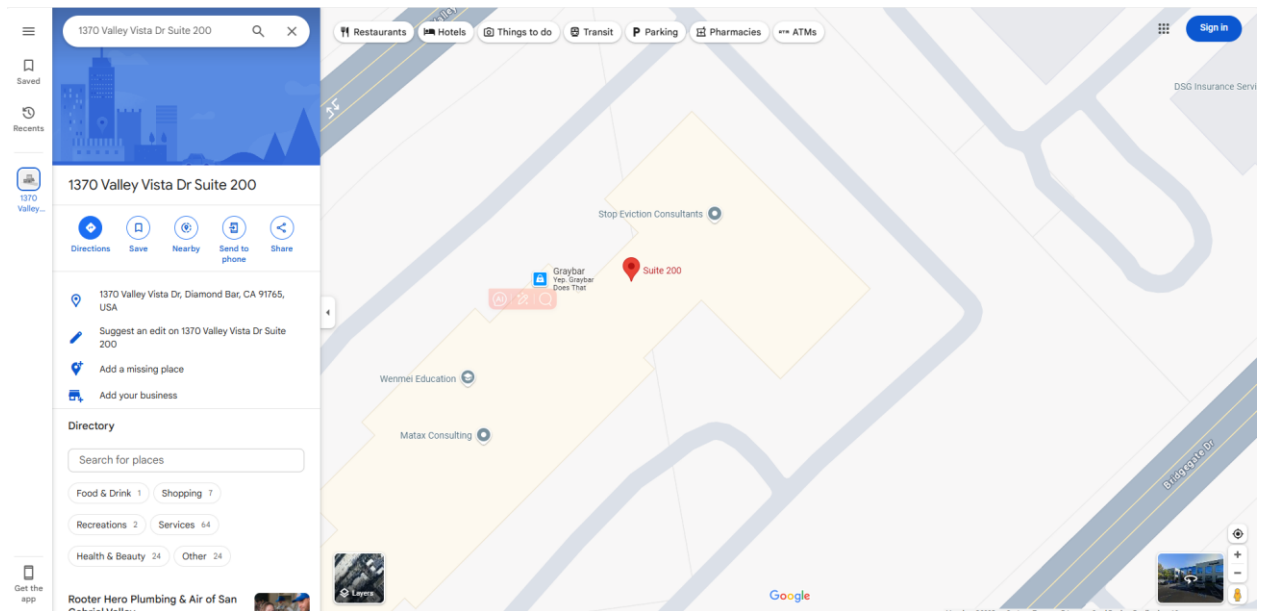 1370 Valley Vista Dr Suite 200
Restaurants
Hotels
Things to do
Transit
Parking
Pharmacies
ATMs
Sign in
Saved
Recents
1370
Valley...
Get the
app
1370 Valley Vista Dr Suite 200
Directions
Save
Nearby
Send to
phone
Share
1370 Valley Vista Dr, Diamond Bar, CA 91765,
USA
Suggest an edit on 1370 Valley Vista Dr Suite
200
Add a missing place
Add your business
Directory
Search for places
Food & Drink 1
Shopping 7
Recreations 2
Services 64
Health & Beauty 24
Other 24
Rooter Hero Plumbing & Air of San
DSG Insurance Servi
Stop Eviction Consultants
Graybar
Yep. Graybar
Does That
Suite 200
AI
Wenmei Education
Matax Consulting
Bridgegate Dr
Layers
Google